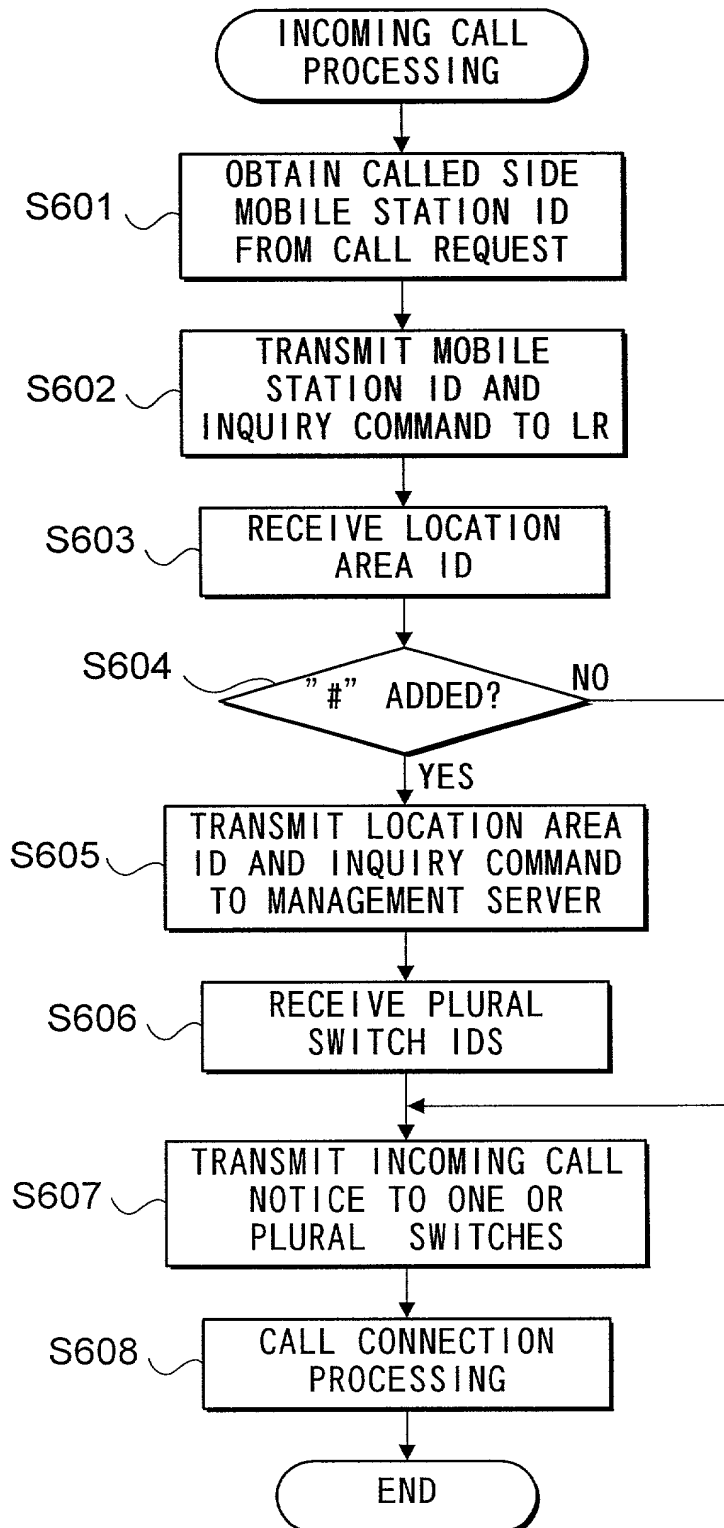 INCOMING CALL
PROCESSING
S601
OBTAIN CALLED SIDE
MOBILE STATION ID
FROM CALL REQUEST
S602
TRANSMIT MOBILE
STATION ID AND
INQUIRY COMMAND TO LR
S603
RECEIVE LOCATION
AREA ID
S604
"#" ADDED?
NO
YES
S605
TRANSMIT LOCATION AREA
ID AND INQUIRY COMMAND
TO MANAGEMENT SERVER
S606
RECEIVE PLURAL
SWITCH IDS
S607
TRANSMIT INCOMING CALL
NOTICE TO ONE OR
PLURAL SWITCHES
S608
CALL CONNECTION
PROCESSING
END